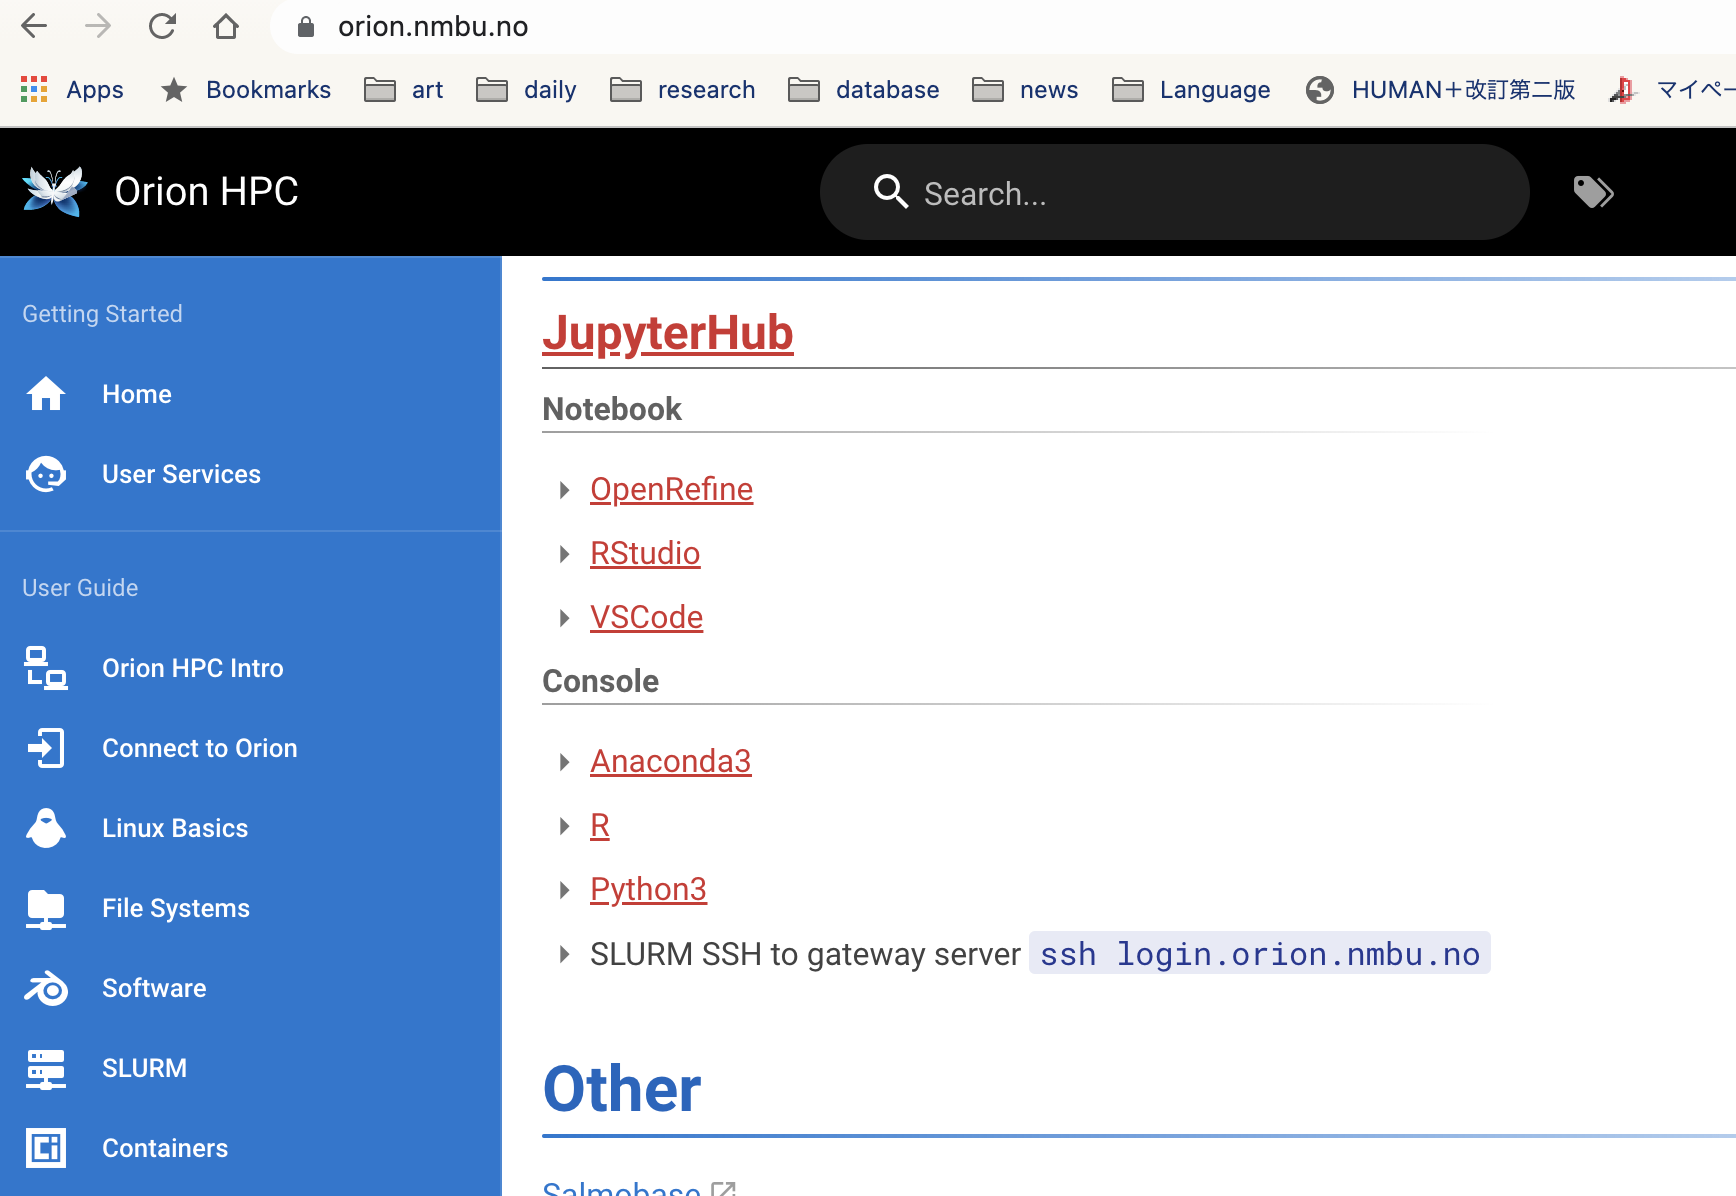 orion.nmbu.no
Apps Bookmarks art daily research database news Language HUMAN＋改訂第二版 マイペー
Orion HPC Search...
Getting Started
Home
User Services
User Guide
Orion HPC Intro
Connect to Orion
Linux Basics
File Systems
Software
SLURM
Containers
JupyterHub
Notebook
OpenRefine
RStudio
VSCode
Console
Anaconda3
R
Python3
SLURM SSH to gateway server ssh login.orion.nmbu.no
Other
Salmobase